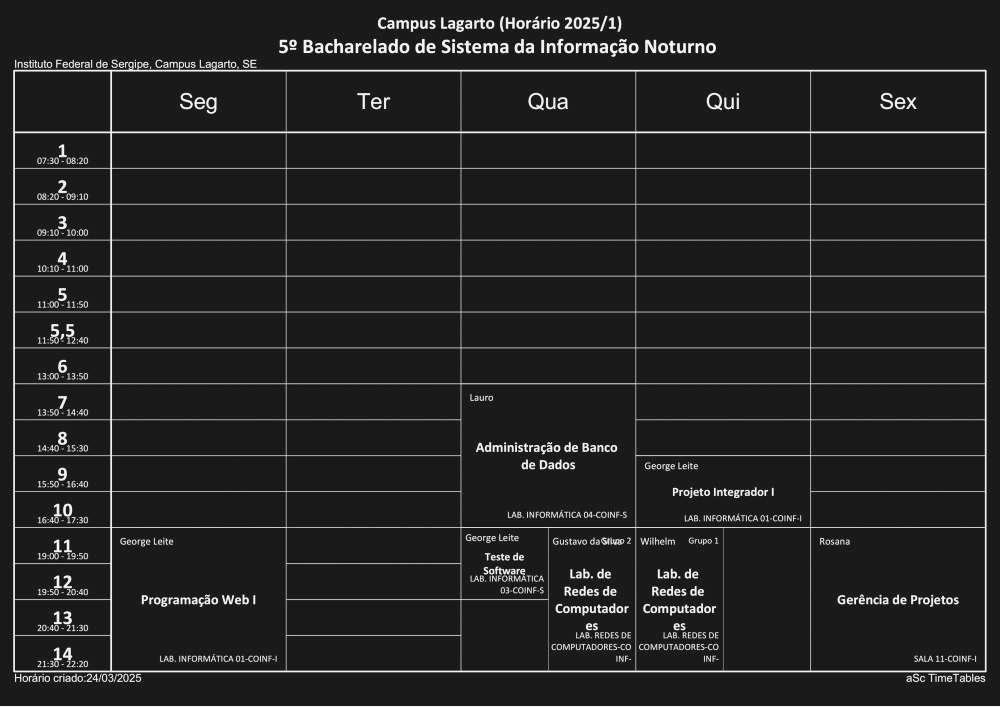 Campus Lagarto (Horário 2025/1)
5º Bacharelado de Sistema da Informação Noturno
Instituto Federal de Sergipe, Campus Lagarto, SE
Seg
Ter
Qua
Qui
Sex
1
07:30 - 08:20
2
08:20 - 09:10
3
09:10 - 10:00
4
10:10 - 11:00
5
11:00 - 11:50
5,5
11:50 - 12:40
6
13:00 - 13:50
7
13:50 - 14:40
8
14:40 - 15:30
9
15:50 - 16:40
10
16:40 - 17:30
11
19:00 - 19:50
12
19:50 - 20:40
13
20:40 - 21:30
14
21:30 - 22:20
George Leite
Programação Web I
LAB. INFORMÁTICA 01-COINF-I
Lauro
Administração de Banco
de Dados
LAB. INFORMÁTICA 04-COINF-S
George Leite
Teste de
Software
LAB. INFORMÁTICA
03-COINF-S
Gustavo da Silva
Grupo 2
Lab. de
Redes de
Computador
es
LAB. REDES DE
COMPUTADORES-CO
INF-
George Leite
Projeto Integrador I
LAB. INFORMÁTICA 01-COINF-I
Wilhelm
Grupo 1
Lab. de
Redes de
Computador
es
LAB. REDES DE
COMPUTADORES-CO
INF-
Rosana
Gerência de Projetos
SALA 11-COINF-I
Horário criado:24/03/2025
aSc TimeTables